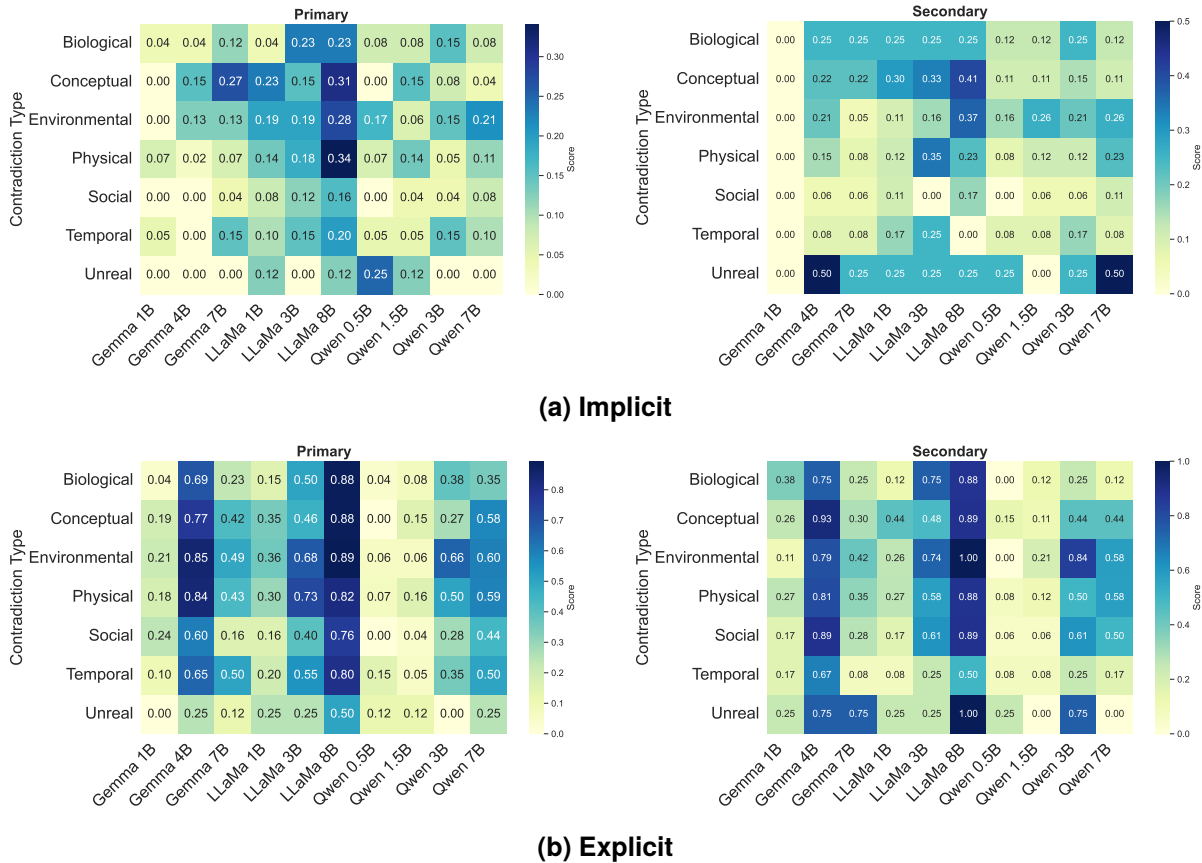 Primary
Contradiction Type
Biological 0.04 0.04 0.12 0.04 0.23 0.23 0.08 0.08 0.15 0.08
Conceptual 0.00 0.15 0.27 0.23 0.15 0.31 0.00 0.15 0.08 0.04
Environmental 0.00 0.13 0.13 0.19 0.19 0.28 0.17 0.06 0.15 0.21
Physical 0.07 0.02 0.07 0.14 0.18 0.34 0.07 0.14 0.05 0.11
Social 0.00 0.00 0.04 0.08 0.12 0.16 0.00 0.04 0.04 0.08
Temporal 0.05 0.00 0.15 0.10 0.15 0.20 0.05 0.05 0.15 0.10
Unreal 0.00 0.00 0.00 0.12 0.00 0.12 0.25 0.12 0.00 0.00
Gemma 1B Gemma 4B Gemma 7B LLaMa 1B LLaMa 3B LLaMa 8B Qwen 0.5B Qwen 1.5B Qwen 3B Qwen 7B
0.30
0.25
0.20
0.15
0.10
0.05
0.00
Score
Secondary
Contradiction Type
Biological 0.00 0.25 0.25 0.25 0.25 0.25 0.12 0.12 0.25 0.12
Conceptual 0.00 0.22 0.22 0.30 0.33 0.41 0.11 0.11 0.15 0.11
Environmental 0.00 0.21 0.05 0.11 0.16 0.37 0.16 0.26 0.21 0.26
Physical 0.00 0.15 0.08 0.12 0.35 0.23 0.08 0.12 0.12 0.23
Social 0.00 0.06 0.06 0.11 0.00 0.17 0.00 0.06 0.06 0.11
Temporal 0.00 0.08 0.08 0.17 0.25 0.00 0.08 0.08 0.17 0.08
Unreal 0.00 0.50 0.25 0.25 0.25 0.25 0.25 0.00 0.25 0.50
Gemma 1B Gemma 4B Gemma 7B LLaMa 1B LLaMa 3B LLaMa 8B Qwen 0.5B Qwen 1.5B Qwen 3B Qwen 7B
0.5
0.4
0.3
0.2
0.1
0.0
Score
(a) Implicit
Primary
Contradiction Type
Biological 0.04 0.69 0.23 0.15 0.50 0.88 0.04 0.08 0.38 0.35
Conceptual 0.19 0.77 0.42 0.35 0.46 0.88 0.00 0.15 0.27 0.58
Environmental 0.21 0.85 0.49 0.36 0.68 0.89 0.06 0.06 0.66 0.60
Physical 0.18 0.84 0.43 0.30 0.73 0.82 0.07 0.16 0.50 0.59
Social 0.24 0.60 0.16 0.16 0.40 0.76 0.00 0.04 0.28 0.44
Temporal 0.10 0.65 0.50 0.20 0.55 0.80 0.15 0.05 0.35 0.50
Unreal 0.00 0.25 0.12 0.25 0.25 0.50 0.12 0.12 0.00 0.25
Gemma 1B Gemma 4B Gemma 7B LLaMa 1B LLaMa 3B LLaMa 8B Qwen 0.5B Qwen 1.5B Qwen 3B Qwen 7B
0.8
0.7
0.6
0.5
0.4
0.3
0.2
0.1
0.0
Score
Secondary
Contradiction Type
Biological 0.38 0.75 0.25 0.12 0.75 0.88 0.00 0.12 0.25 0.12
Conceptual 0.26 0.93 0.30 0.44 0.48 0.89 0.15 0.11 0.44 0.44
Environmental 0.11 0.79 0.42 0.26 0.74 1.00 0.00 0.21 0.84 0.58
Physical 0.27 0.81 0.35 0.27 0.58 0.88 0.08 0.12 0.50 0.58
Social 0.17 0.89 0.28 0.17 0.61 0.89 0.06 0.06 0.61 0.50
Temporal 0.17 0.67 0.08 0.08 0.25 0.50 0.08 0.08 0.25 0.17
Unreal 0.25 0.75 0.75 0.25 0.25 1.00 0.25 0.00 0.75 0.00
Gemma 1B Gemma 4B Gemma 7B LLaMa 1B LLaMa 3B LLaMa 8B Qwen 0.5B Qwen 1.5B Qwen 3B Qwen 7B
1.0
0.8
0.6
0.4
0.2
0.0
Score
(b) Explicit